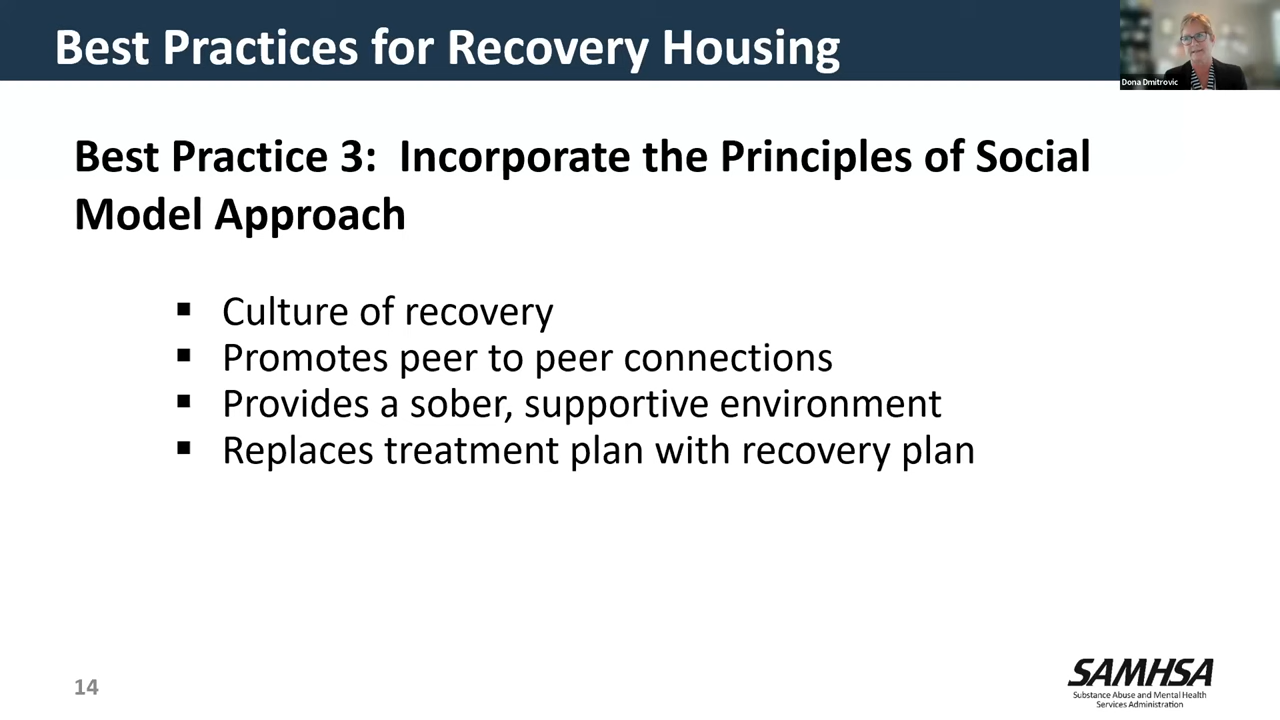 Best Practices for Recovery Housing
Dona Dmitrovic
Best Practice 3:  Incorporate the Principles of Social
Model Approach
▪ Culture of recovery
▪ Promotes peer to peer connections
▪ Provides a sober, supportive environment
▪ Replaces treatment plan with recovery plan
14
SAMHSA
Substance Abuse and Mental Health
Services Administration